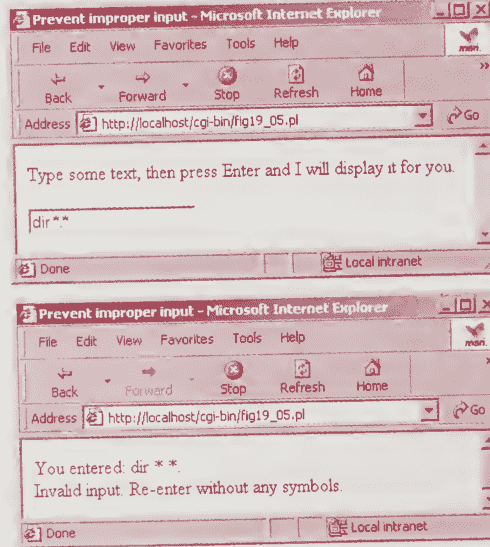 Prevent improper input - Microsoft Internet Explorer
File Edit View Favorites Tools Help
msn.
Back Forward Stop Refresh Home
Address http://localhost/cgi-bin/fig19_05.pl Go
Type some text, then press Enter and I will display it for you.
dir *.*
Done Local intranet
Prevent improper input - Microsoft Internet Explorer
File Edit View Favorites Tools Help
msn.
Back Forward Stop Refresh Home
Address http://localhost/cgi-bin/fig19_05.pl Go
You entered: dir *.*.
Invalid input. Re-enter without any symbols.
Done Local intranet